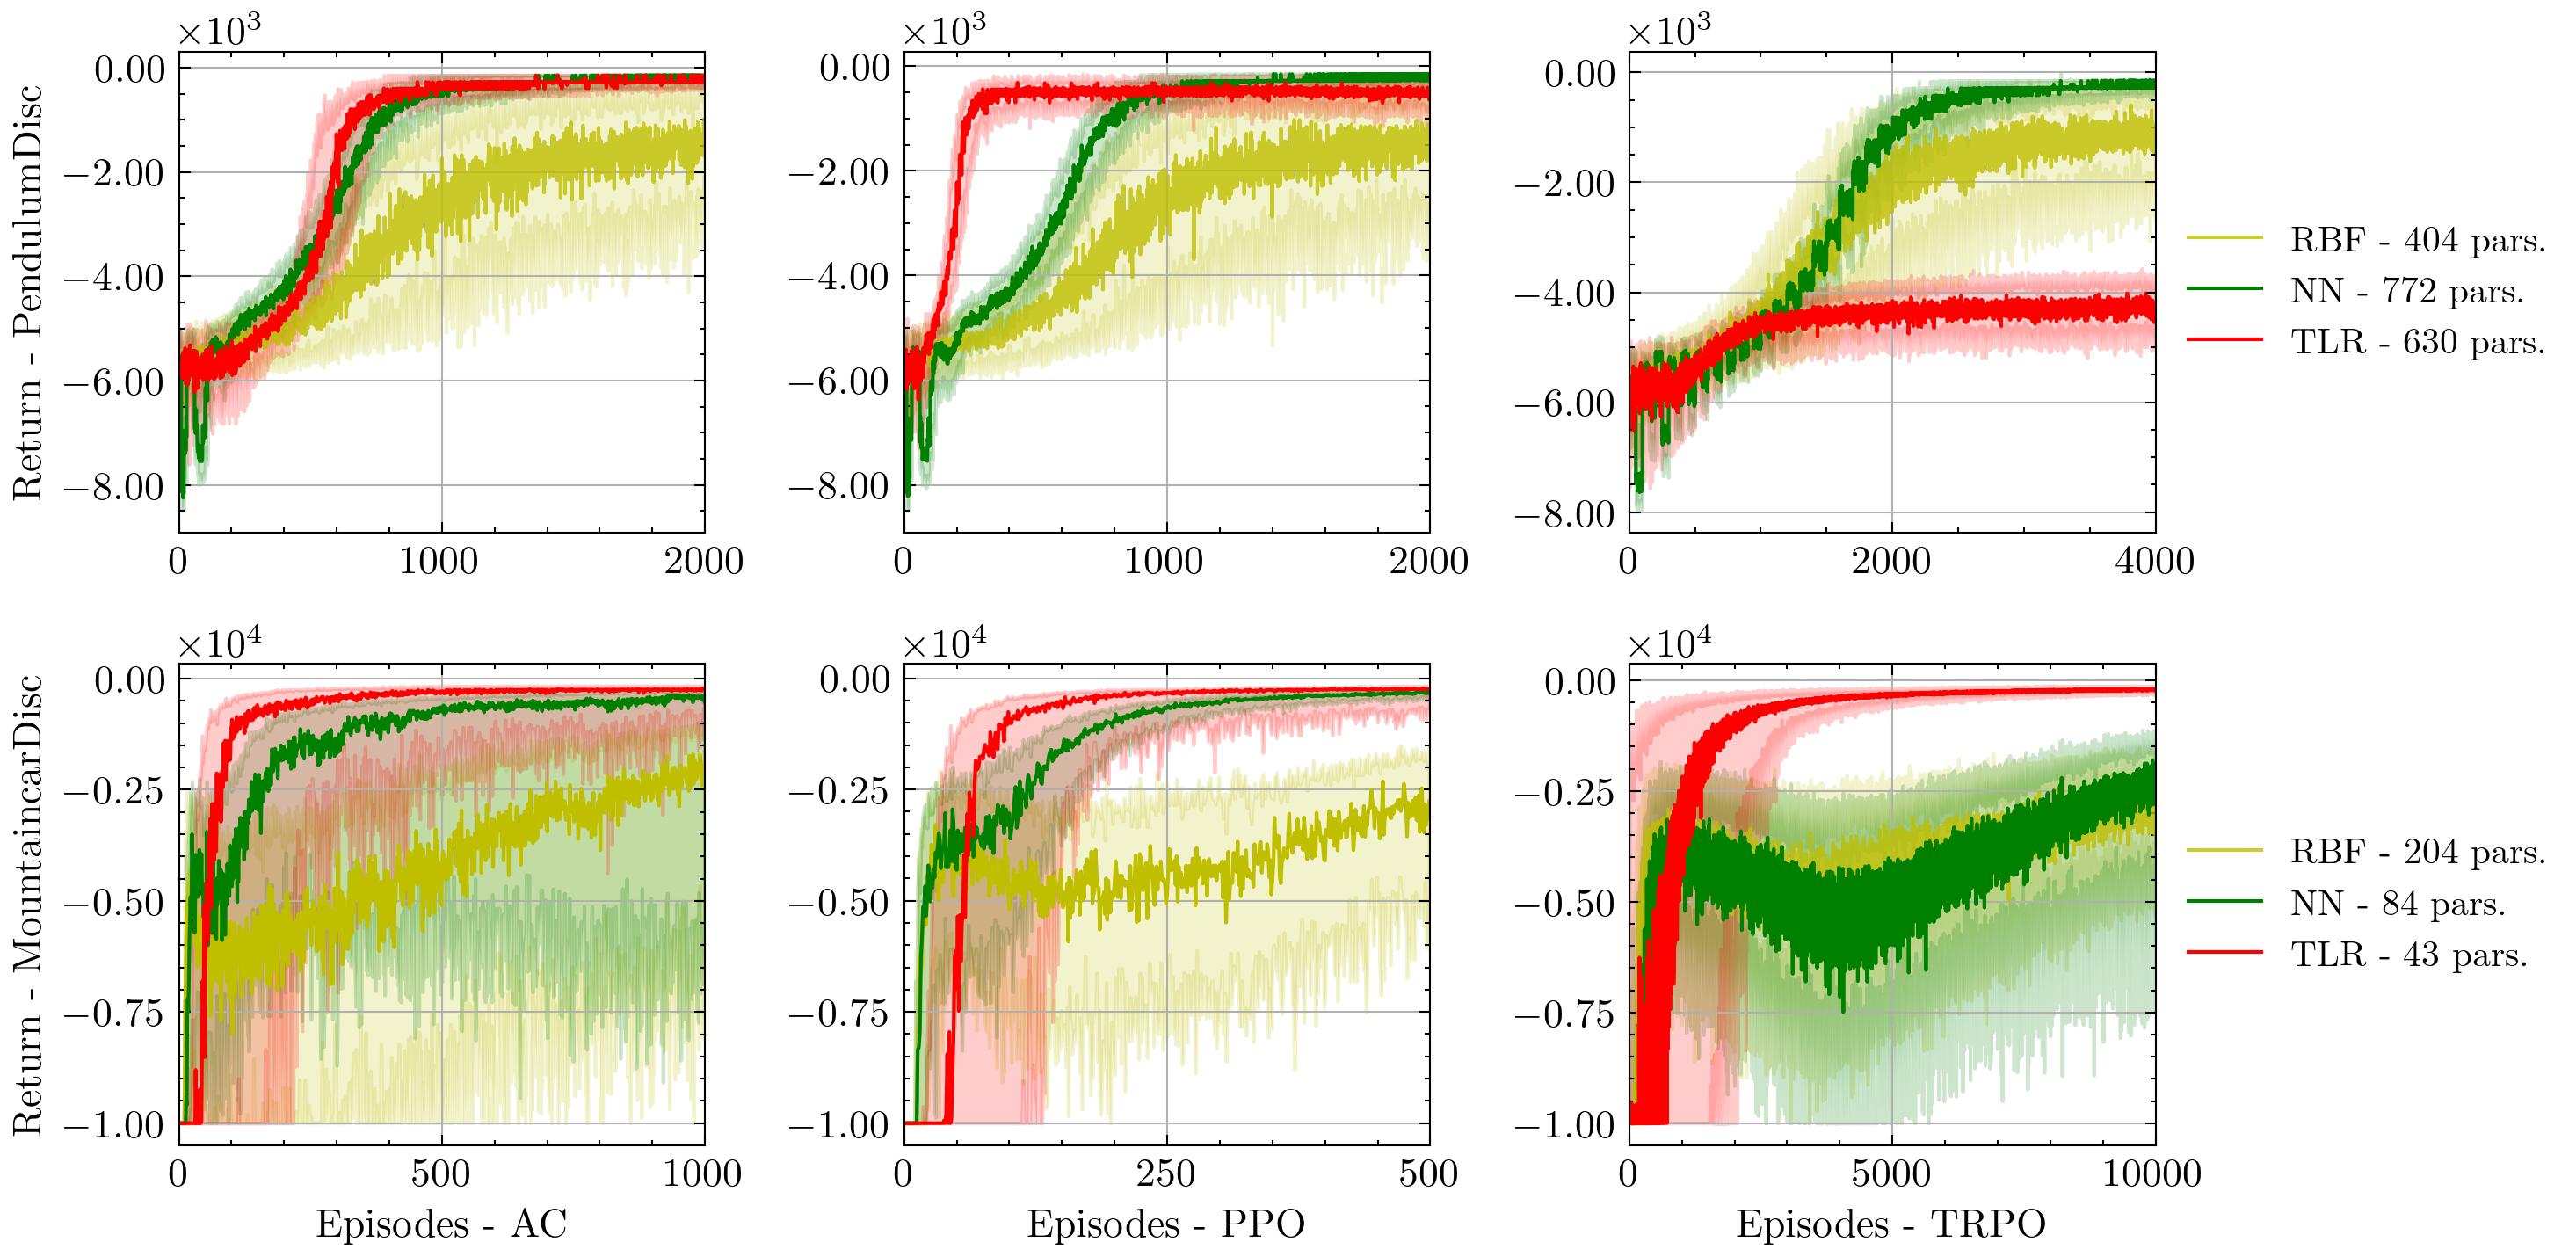 ×10³
×10³
×10³
Return - PendulumDisc
0.00
−2.00
−4.00
−6.00
−8.00
0 1000 2000
0.00
−2.00
−4.00
−6.00
−8.00
0 1000 2000
0.00
−2.00
−4.00
−6.00
−8.00
0 2000 4000
RBF - 404 pars.
NN - 772 pars.
TLR - 630 pars.
×10⁴
×10⁴
×10⁴
Return - MountaincarDisc
0.00
−0.25
−0.50
−0.75
−1.00
0 500 1000
Episodes - AC
0.00
−0.25
−0.50
−0.75
−1.00
0 250 500
Episodes - PPO
0.00
−0.25
−0.50
−0.75
−1.00
0 5000 10000
Episodes - TRPO
RBF - 204 pars.
NN - 84 pars.
TLR - 43 pars.